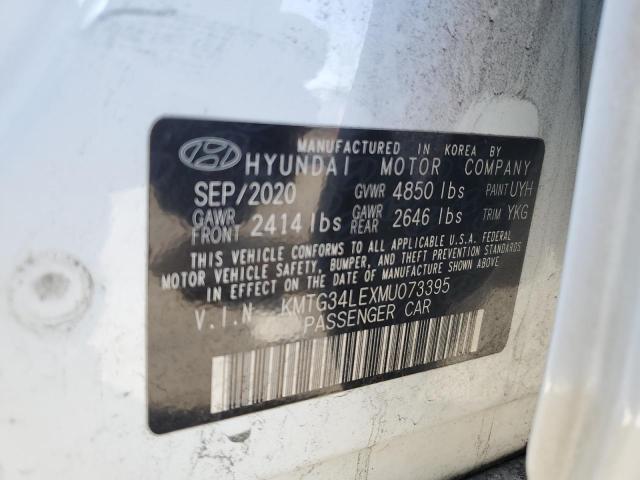 MANUFACTURED IN KOREA BY
HYUNDAI MOTOR COMPANY
SEP/2020 GVWR 4850 lbs PAINT UYH
GAWR FRONT 2414 lbs GAWR REAR 2646 lbs TRIM YKG
THIS VEHICLE CONFORMS TO ALL APPLICABLE U.S.A. FEDERAL
MOTOR VEHICLE SAFETY, BUMPER, AND THEFT PREVENTION STANDARDS
IN EFFECT ON THE DATE OF MANUFACTURE SHOWN ABOVE.
V.I.N KMTG34LEXMU073395
PASSENGER CAR